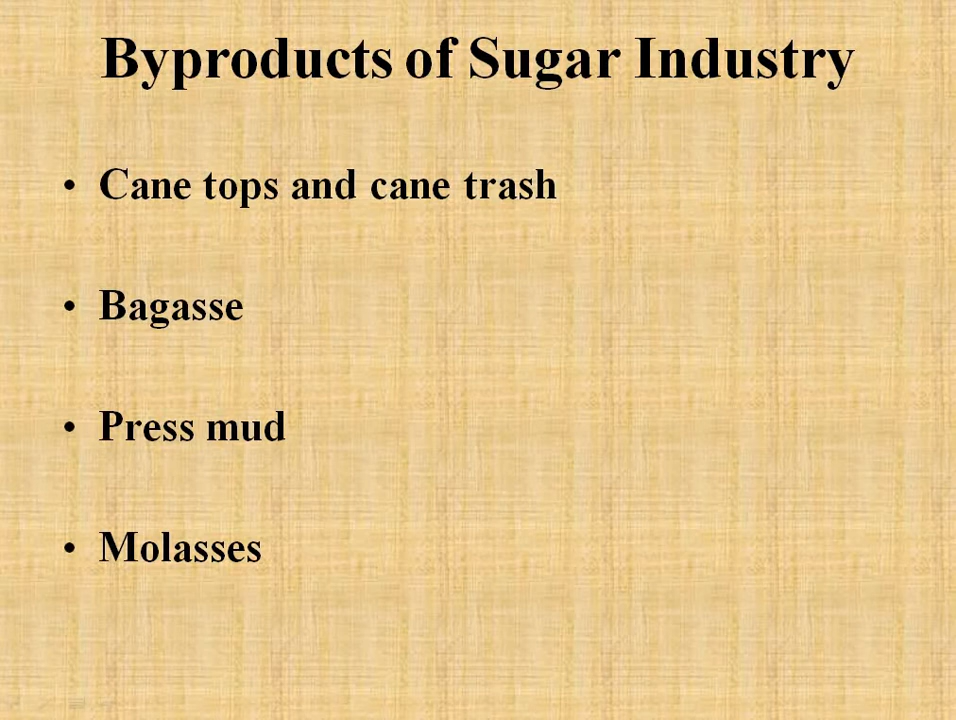 Byproducts of Sugar Industry
• Cane tops and cane trash
• Bagasse
• Press mud
• Molasses